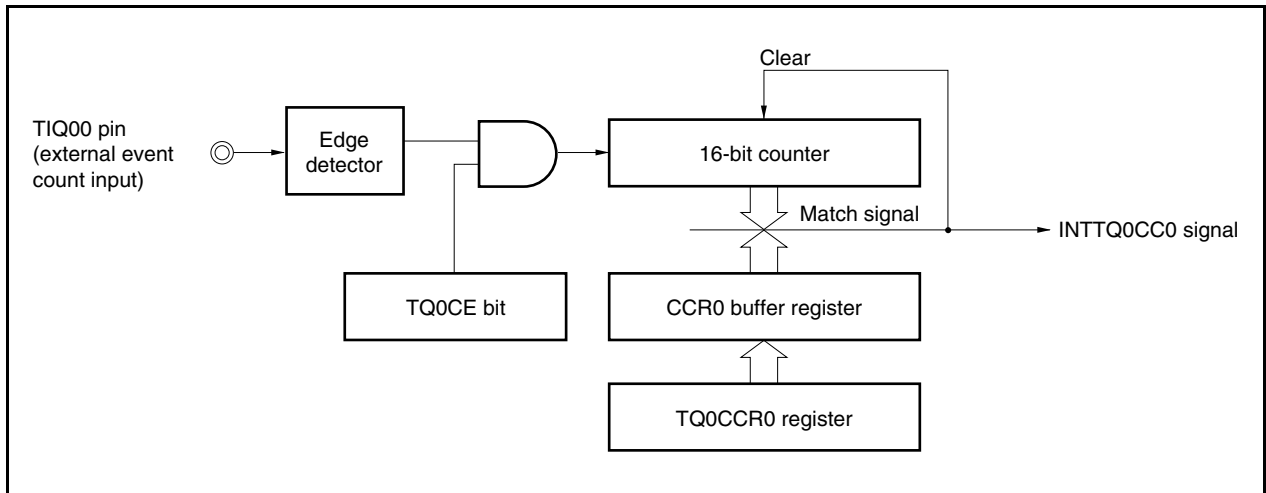 Clear
TIQ00 pin
(external event
count input)
Edge
detector
16-bit counter
Match signal
INTTQ0CC0 signal
TQ0CE bit
CCR0 buffer register
TQ0CCR0 register